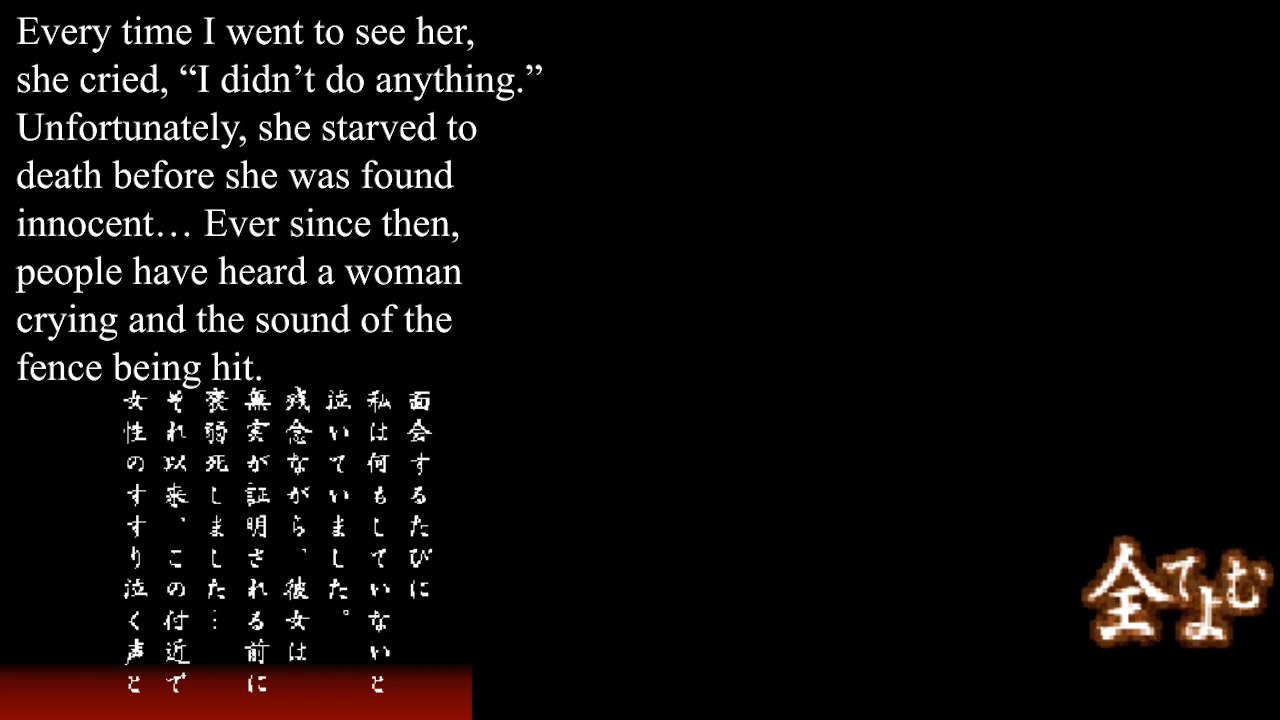 Every time I went to see her,
she cried, “I didn’t do anything.”
Unfortunately, she starved to
death before she was found
innocent… Ever since then,
people have heard a woman
crying and the sound of the
fence being hit.
面会するたびに
私は何もしていないと
泣いていました。
残念ながら、彼女は
無実が証明される前に
衰弱死しました…
それ以来、この付近で
女性のすすり泣く声と
全てよむ